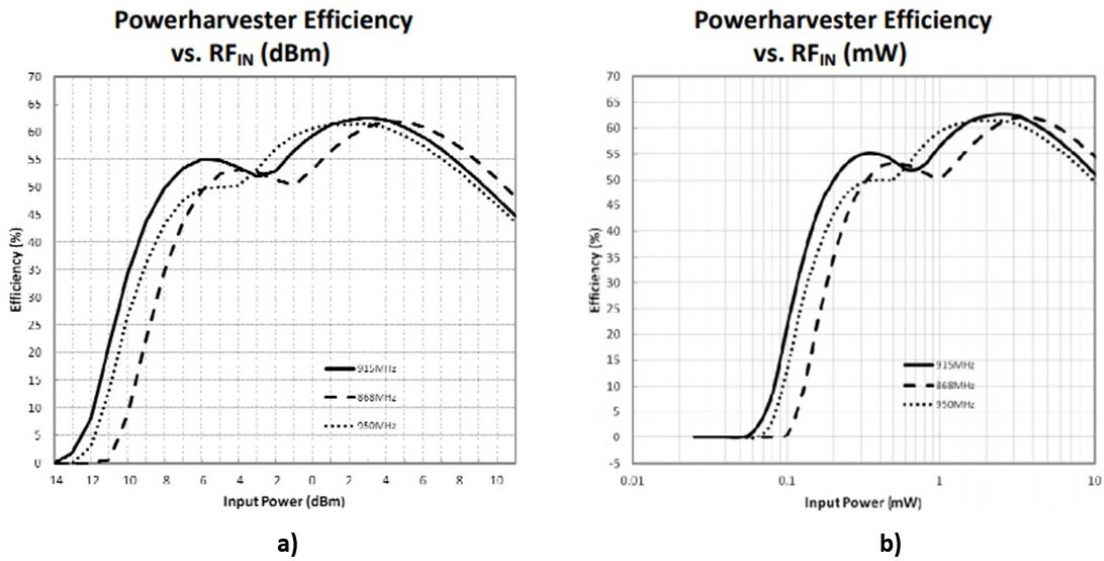 Powerharvester Efficiency
vs. RFIN (dBm)
70
65
60
55
50
45
40
35
30
25
20
15
10
5
0
Efficiency (%)
915MHz
868MHz
950MHz
14 12 10 8 6 4 2 0 2 4 6 8 10
Input Power (dBm)
a)
Powerharvester Efficiency
vs. RFIN (mW)
70
65
60
55
50
45
40
35
30
25
20
15
10
5
0
-5
Efficiency (%)
915MHz
868MHz
950MHz
0.01 0.1 1 10
Input Power (mW)
b)